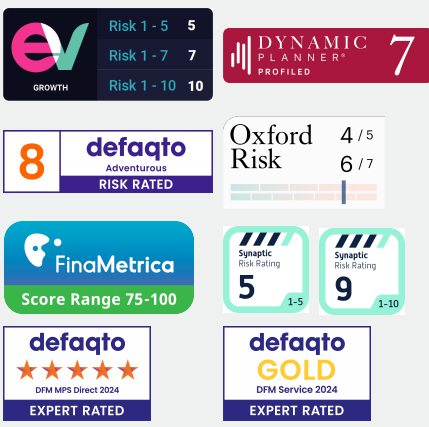 ev
GROWTH
Risk 1 - 5 5
Risk 1 - 7 7
Risk 1 - 10 10
DYNAMIC
PLANNER®
PROFILED
7
8
defaqto
Adventurous
RISK RATED
Oxford
Risk
4 / 5
6 / 7
FinaMetrica
Score Range 75-100
Synaptic
Risk Rating
5
1-5
Synaptic
Risk Rating
9
1-10
defaqto
DFM MPS Direct 2024
EXPERT RATED
defaqto
GOLD
DFM Service 2024
EXPERT RATED